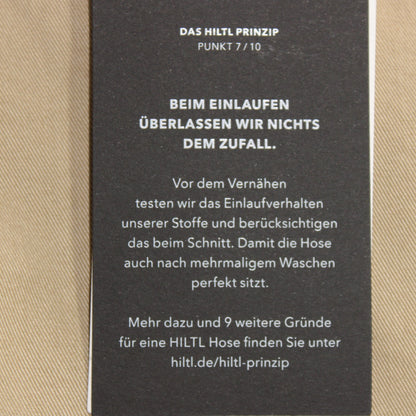 DAS HILTL PRINZIP
PUNKT 7 / 10
BEIM EINLAUFEN
ÜBERLASSEN WIR NICHTS
DEM ZUFALL.
Vor dem Vernähen
testen wir das Einlaufverhalten
unserer Stoffe und berücksichtigen
das beim Schnitt. Damit die Hose
auch nach mehrmaligem Waschen
perfekt sitzt.
Mehr dazu und 9 weitere Gründe
für eine HILTL Hose finden Sie unter
hiltl.de/hiltl-prinzip